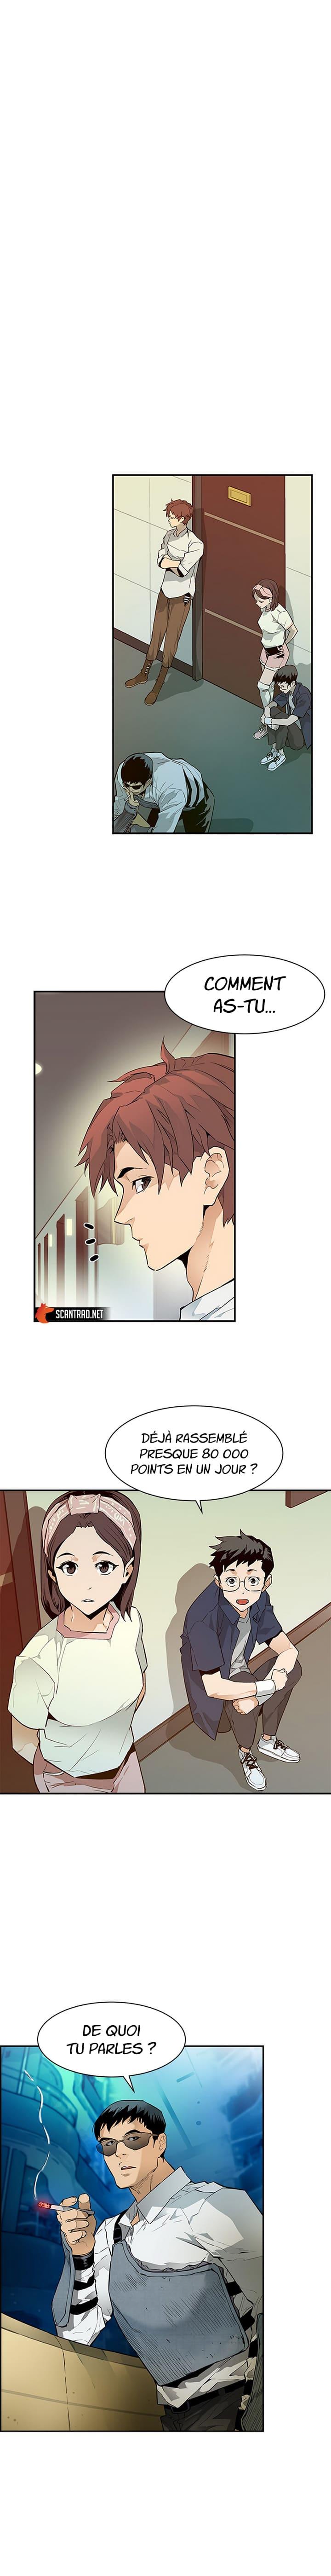 COMMENT
AS-TU...
SCANTRAD.NET
DÉJÀ RASSEMBLÉ
PRESQUE 80 000
POINTS EN UN JOUR ?
DE QUOI
TU PARLES ?